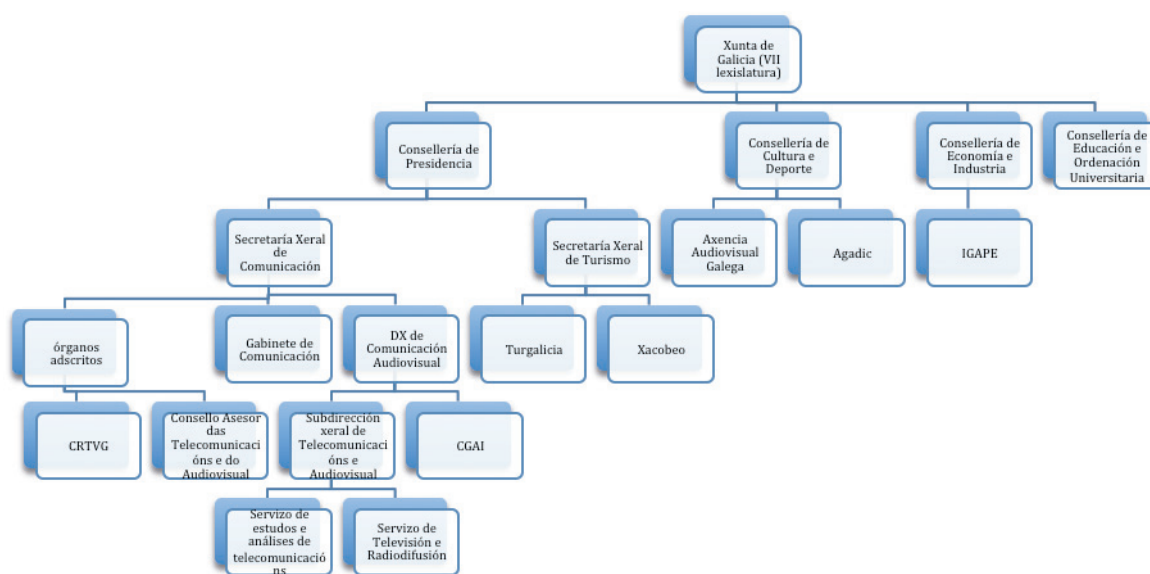 Xunta de
Galicia (VII
lexislatura)
Consellería de
Presidencia
Consellería de
Cultura e
Deporte
Consellería de
Economía e
Industria
Consellería de
Educación e
Ordenación
Universitaria
Secretaría Xeral
de
Comunicación
Secretaría Xeral
de Turismo
Axencia
Audiovisual
Galega
Agadic
IGAPE
órganos
adscritos
Gabinete de
Comunicación
DX de
Comunicación
Audiovisual
Turgalicia
Xacobeo
CRTVG
Consello Asesor
das
Telecomunicaci
óns e do
Audiovisual
Subdirección
xeral de
Telecomunicaci
óns e
Audiovisual
CGAI
Servizo de
estudos e
análises de
telecomunicació
ns
Servizo de
Televisión e
Radiodifusión